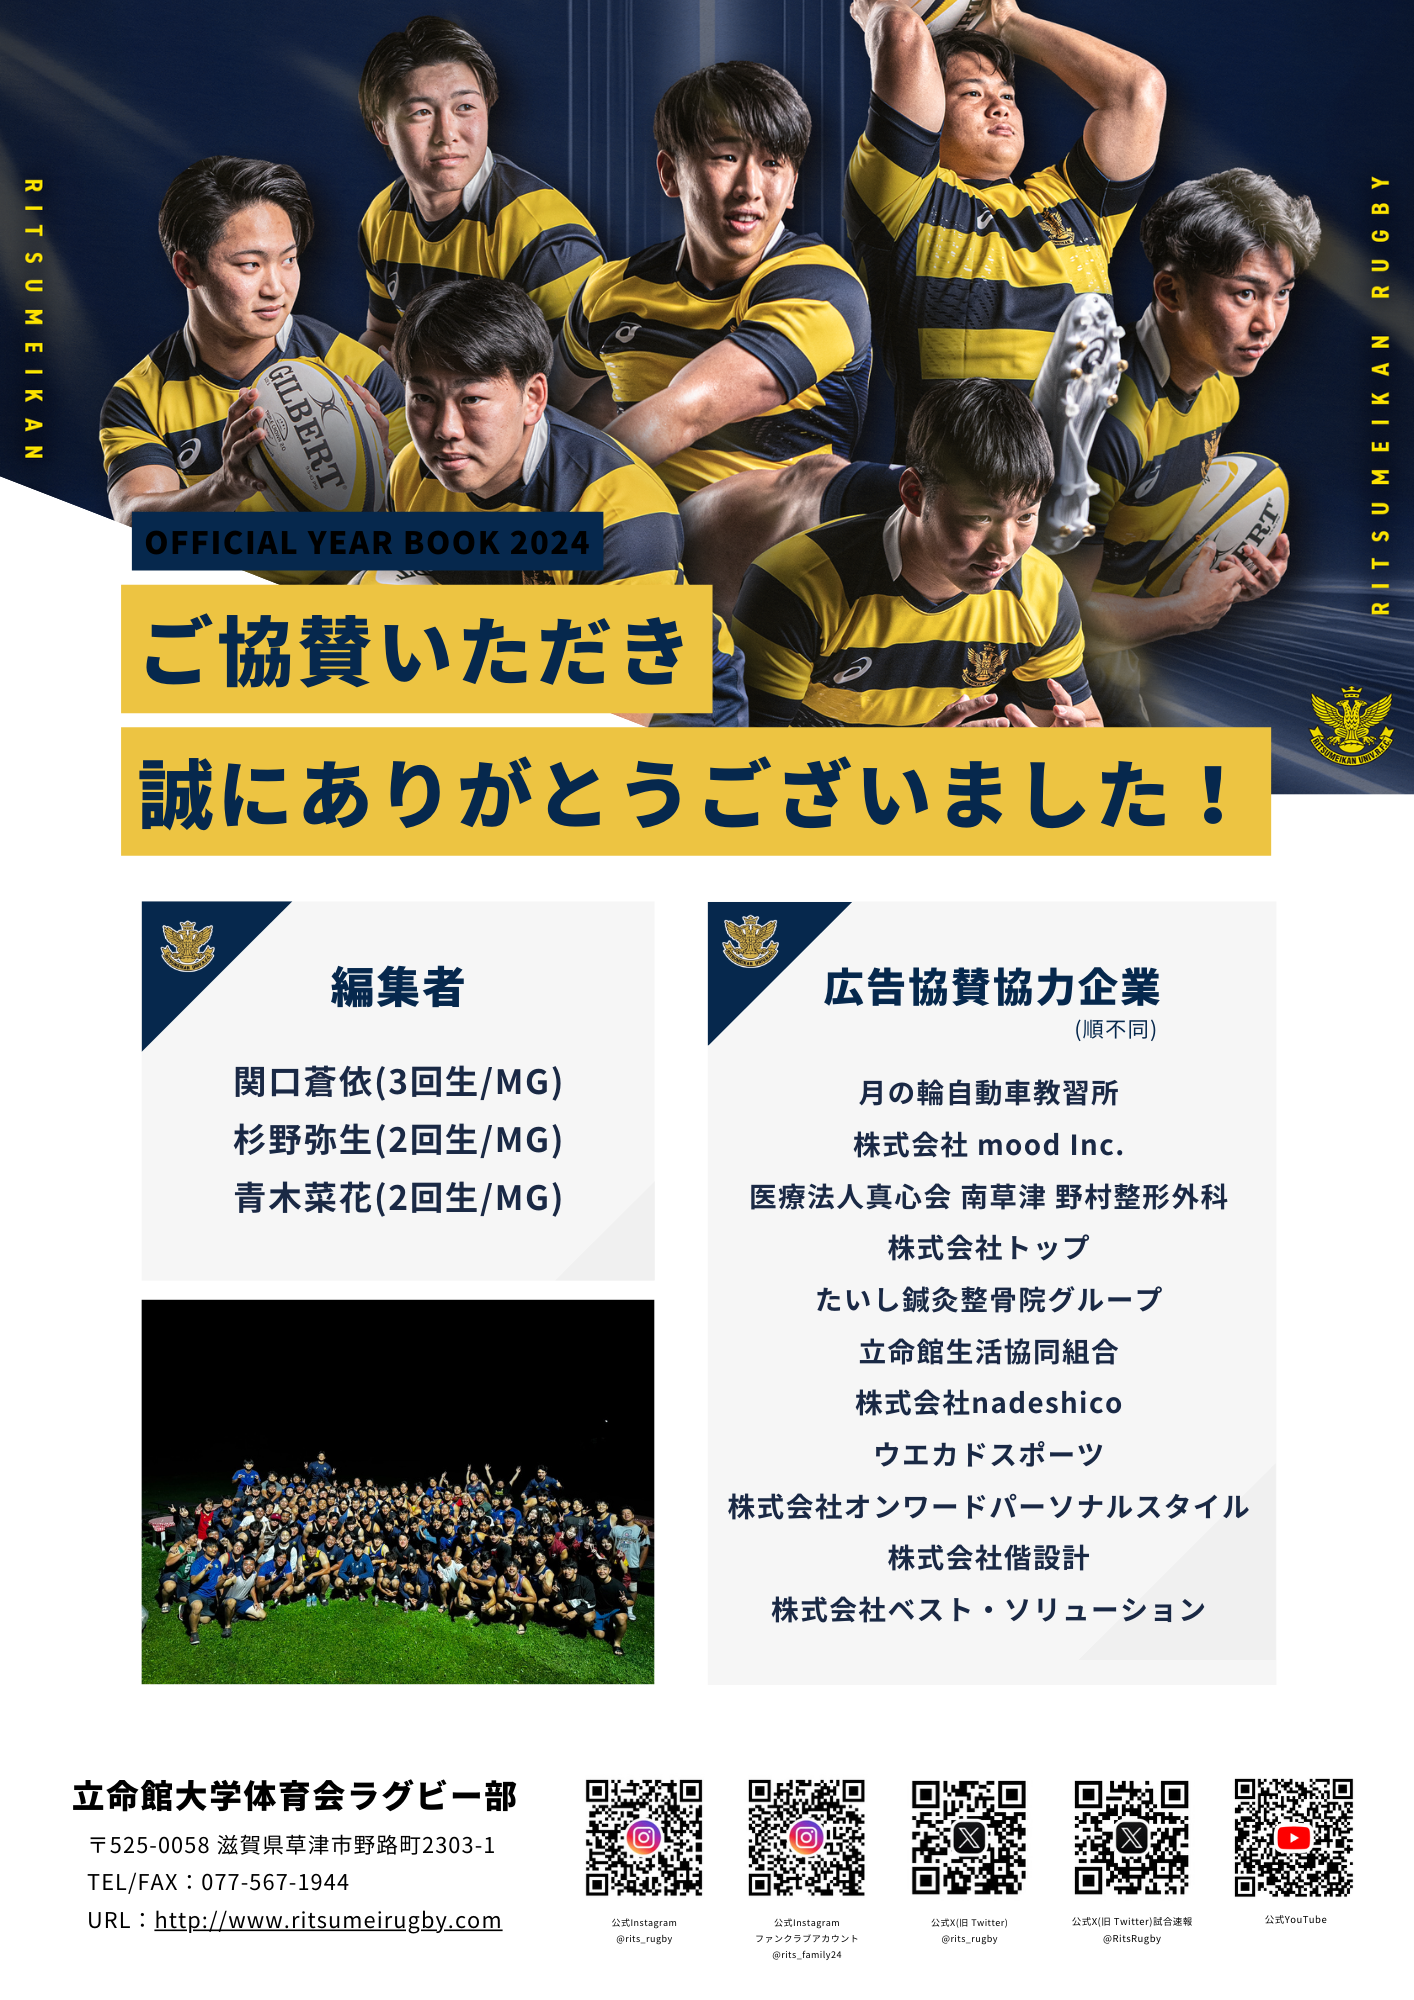 RITSUMEIKAN
RITSUMEIKAN RUGBY
GILBERT
OFFICIAL YEAR BOOK 2024
ご協賛いただき
誠にありがとうございました！
RITSUMEIKAN UNIV.R.F.C.
編集者
関口蒼依(3回生/MG)
杉野弥生(2回生/MG)
青木菜花(2回生/MG)
広告協賛協力企業
(順不同)
月の輪自動車教習所
株式会社 mood Inc.
医療法人真心会 南草津 野村整形外科
株式会社トップ
たいし鍼灸整骨院グループ
立命館生活協同組合
株式会社nadeshico
ウエカドスポーツ
株式会社オンワードパーソナルスタイル
株式会社偕設計
株式会社ベスト・ソリューション
立命館大学体育会ラグビー部
〒525-0058 滋賀県草津市野路町2303-1
TEL/FAX：077-567-1944
URL：http://www.ritsumeirugby.com
公式Instagram
@rits_rugby
公式Instagram
ファンクラブアカウント
@rits_family24
公式X(旧 Twitter)
@rits_rugby
公式X(旧 Twitter)試合速報
@RitsRugby
公式YouTube